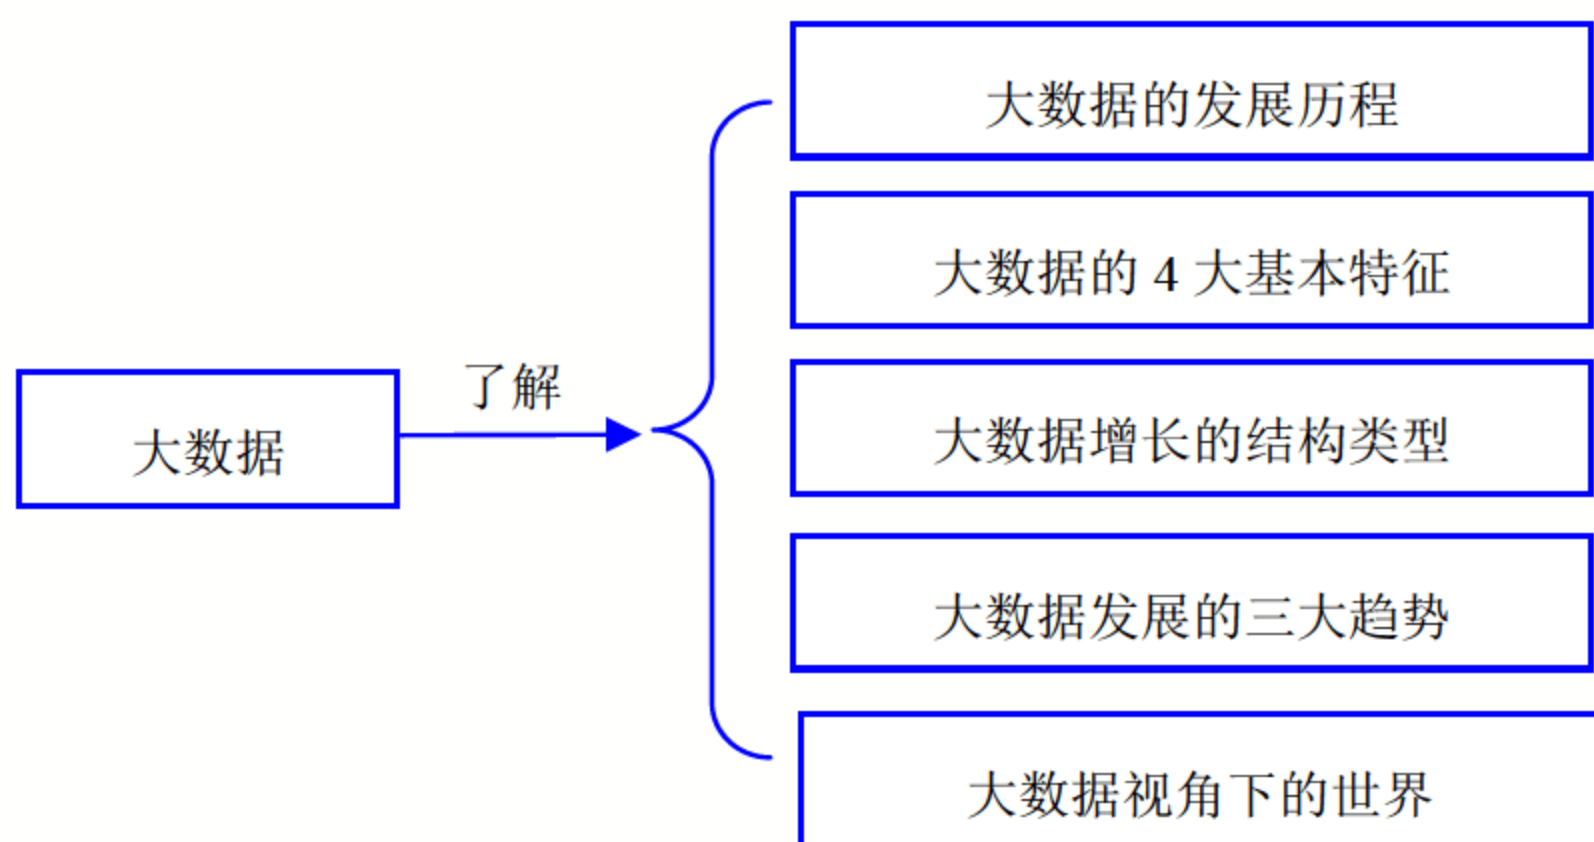 大数据的发展历程
大数据的 4 大基本特征
了解
大数据
大数据增长的结构类型
大数据发展的三大趋势
大数据视角下的世界